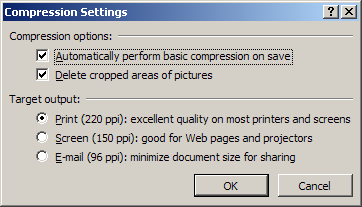 Compression Settings
Compression options:
Automatically perform basic compression on save
Delete cropped areas of pictures
Target output:
Print (220 ppi): excellent quality on most printers and screens
Screen (150 ppi): good for Web pages and projectors
E-mail (96 ppi): minimize document size for sharing
OK Cancel